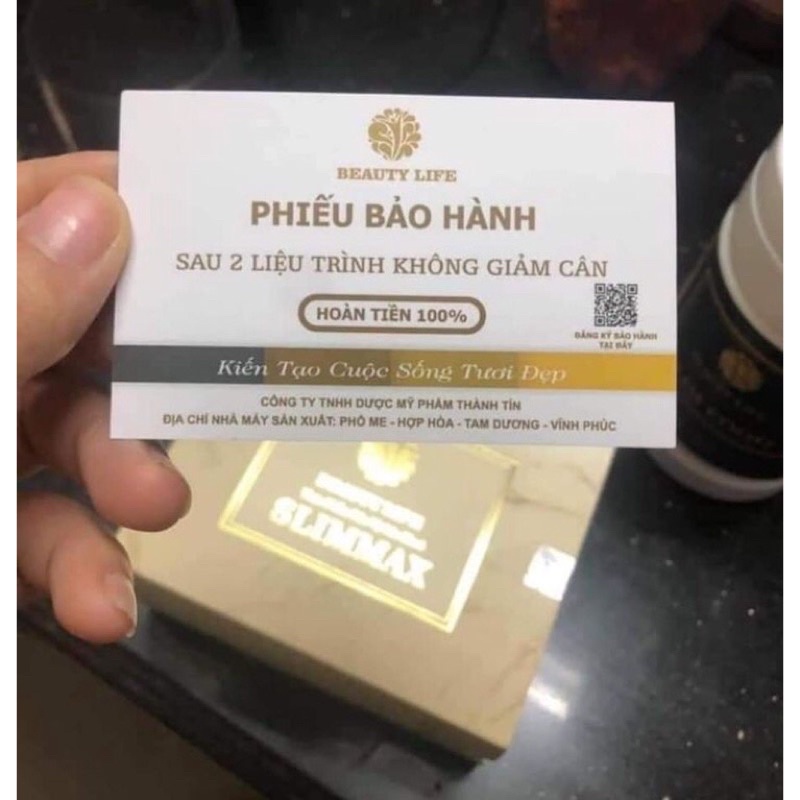 BEAUTY LIFE
PHIẾU BẢO HÀNH
SAU 2 LIỆU TRÌNH KHÔNG GIẢM CÂN
HOÀN TIỀN 100%
ĐĂNG KÝ BẢO HÀNH
TẠI ĐÂY
Kiến Tạo Cuộc Sống Tươi Đẹp
CÔNG TY TNHH DƯỢC MỸ PHẨM THÀNH TÍN
ĐỊA CHỈ NHÀ MÁY SẢN XUẤT: PHỐ ME - HỢP HÒA - TAM DƯƠNG - VĨNH PHÚC
BEAUTY LIFE
SLIMMAX